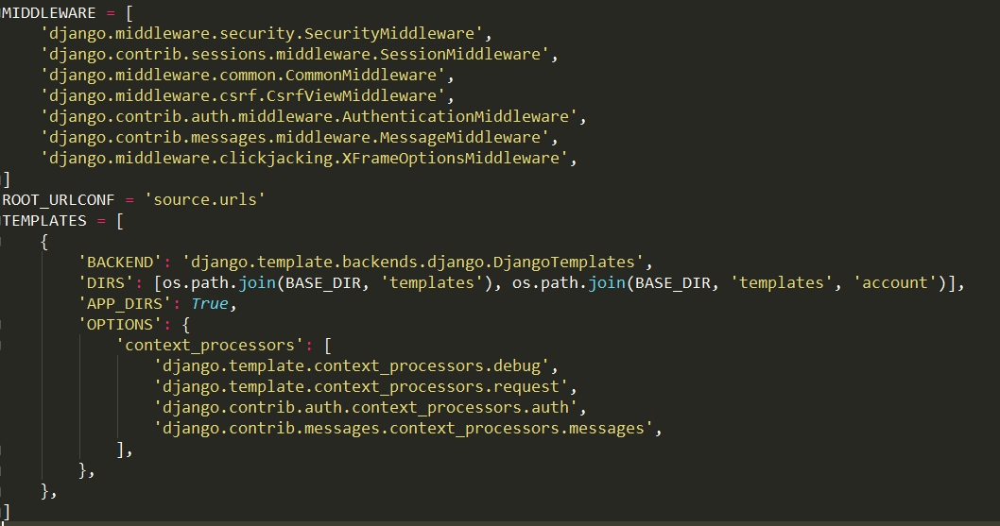 MIDDLEWARE = [
    'django.middleware.security.SecurityMiddleware',
    'django.contrib.sessions.middleware.SessionMiddleware',
    'django.middleware.common.CommonMiddleware',
    'django.middleware.csrf.CsrfViewMiddleware',
    'django.contrib.auth.middleware.AuthenticationMiddleware',
    'django.contrib.messages.middleware.MessageMiddleware',
    'django.middleware.clickjacking.XFrameOptionsMiddleware',
]
ROOT_URLCONF = 'source.urls'
TEMPLATES = [
    {
        'BACKEND': 'django.template.backends.django.DjangoTemplates',
        'DIRS': [os.path.join(BASE_DIR, 'templates'), os.path.join(BASE_DIR, 'templates', 'account')],
        'APP_DIRS': True,
        'OPTIONS': {
            'context_processors': [
                'django.template.context_processors.debug',
                'django.template.context_processors.request',
                'django.contrib.auth.context_processors.auth',
                'django.contrib.messages.context_processors.messages',
            ],
        },
    },
]